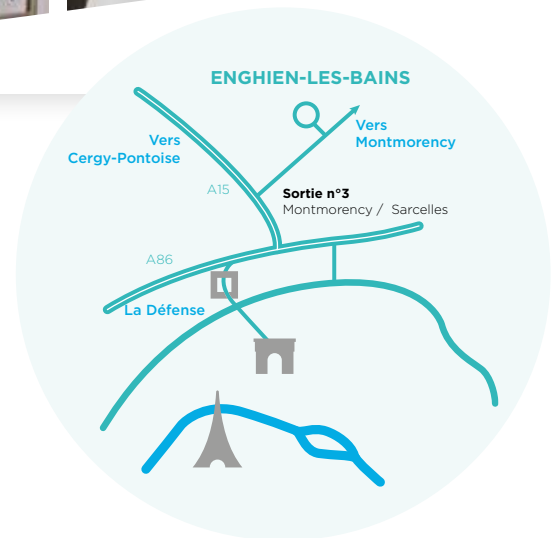 ENGHIEN-LES-BAINS
Vers
Montmorency
Vers
Cergy-Pontoise
A15
Sortie n°3
Montmorency / Sarcelles
A86
La Défense